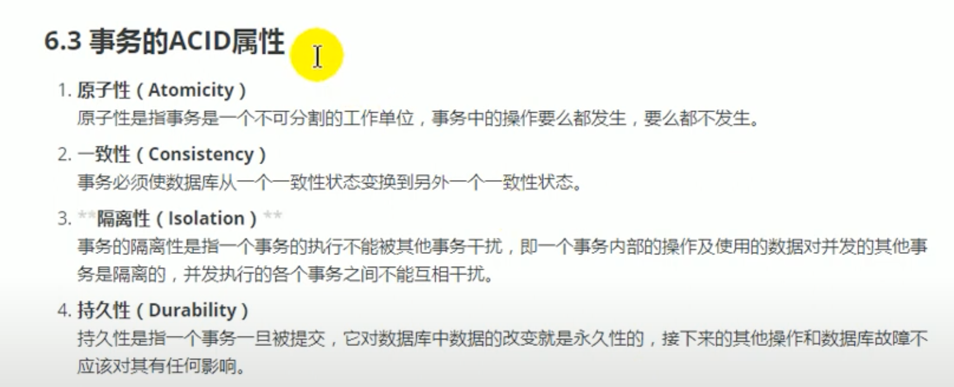 6.3 事务的ACID属性
1. 原子性（Atomicity）
原子性是指事务是一个不可分割的工作单位，事务中的操作要么都发生，要么都不发生。
2. 一致性（Consistency）
事务必须使数据库从一个一致性状态变换到另外一个一致性状态。
3. **隔离性（Isolation）**
事务的隔离性是指一个事务的执行不能被其他事务干扰，即一个事务内部的操作及使用的数据对并发的其他事
务是隔离的，并发执行的各个事务之间不能互相干扰。
4. 持久性（Durability）
持久性是指一个事务一旦被提交，它对数据库中数据的改变就是永久性的，接下来的其他操作和数据库故障不
应该对其有任何影响。